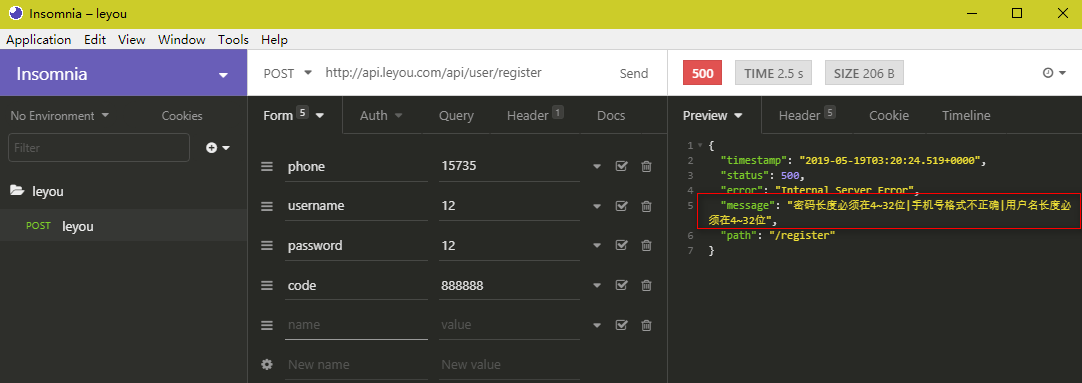 Insomnia – leyou
Application Edit View Window Tools Help
Insomnia
POST http://api.leyou.com/api/user/register Send
500 TIME 2.5 s SIZE 206 B
No Environment Cookies
Form 5 Auth Query Header 1 Docs
Preview Header 5 Cookie Timeline
Filter
leyou
POST leyou
phone 15735
username 12
password 12
code 888888
name value
New name New value
1 {
2 "timestamp": "2019-05-19T03:20:24.519+0000",
3 "status": 500,
4 "error": "Internal Server Error",
5 "message": "密码长度必须在4~32位|手机号格式不正确|用户名长度必
须在4~32位",
6 "path": "/register"
7 }